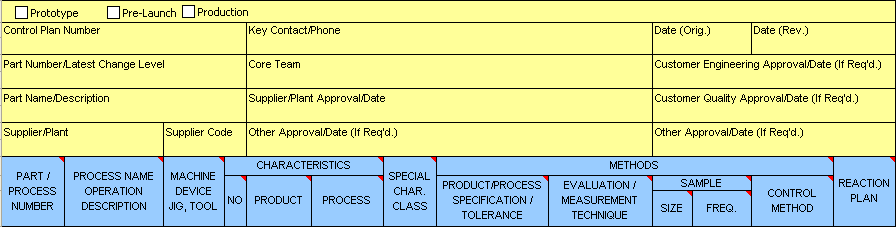 Prototype Pre-Launch Production
Control Plan Number Key Contact/Phone Date (Orig.) Date (Rev.)
Part Number/Latest Change Level Core Team Customer Engineering Approval/Date (If Req'd.)
Part Name/Description Supplier/Plant Approval/Date Customer Quality Approval/Date (If Req'd.)
Supplier/Plant Supplier Code Other Approval/Date (If Req'd.) Other Approval/Date (If Req'd.)
PART /
PROCESS
NUMBER
PROCESS NAME
OPERATION
DESCRIPTION
MACHINE
DEVICE
JIG, TOOL
CHARACTERISTICS
NO
PRODUCT
PROCESS
SPECIAL
CHAR.
CLASS
METHODS
PRODUCT/PROCESS
SPECIFICATION /
TOLERANCE
EVALUATION /
MEASUREMENT
TECHNIQUE
SAMPLE
SIZE
FREQ.
CONTROL
METHOD
REACTION
PLAN